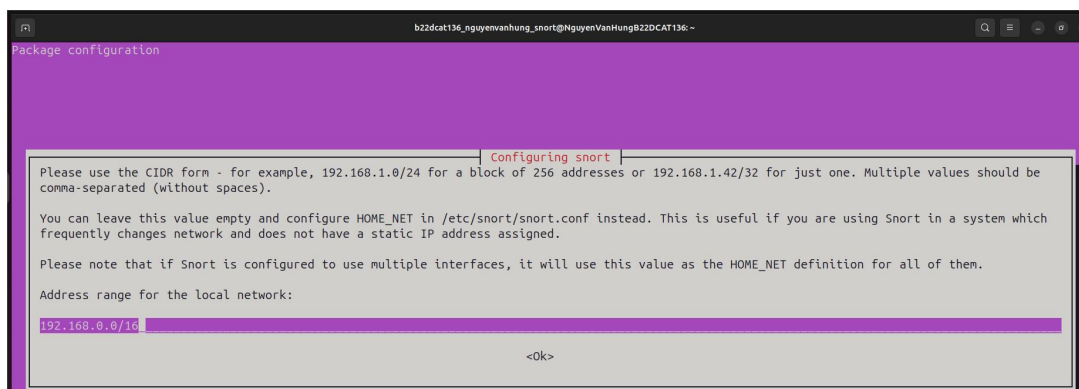 b22dcat136_nguyenvanhung_snort@NguyenVanHungB22DCAT136: ~
Package configuration
Configuring snort
Please use the CIDR form - for example, 192.168.1.0/24 for a block of 256 addresses or 192.168.1.42/32 for just one. Multiple values should be
comma-separated (without spaces).
You can leave this value empty and configure HOME_NET in /etc/snort/snort.conf instead. This is useful if you are using Snort in a system which
frequently changes network and does not have a static IP address assigned.
Please note that if Snort is configured to use multiple interfaces, it will use this value as the HOME_NET definition for all of them.
Address range for the local network:
192.168.0.0/16
<Ok>